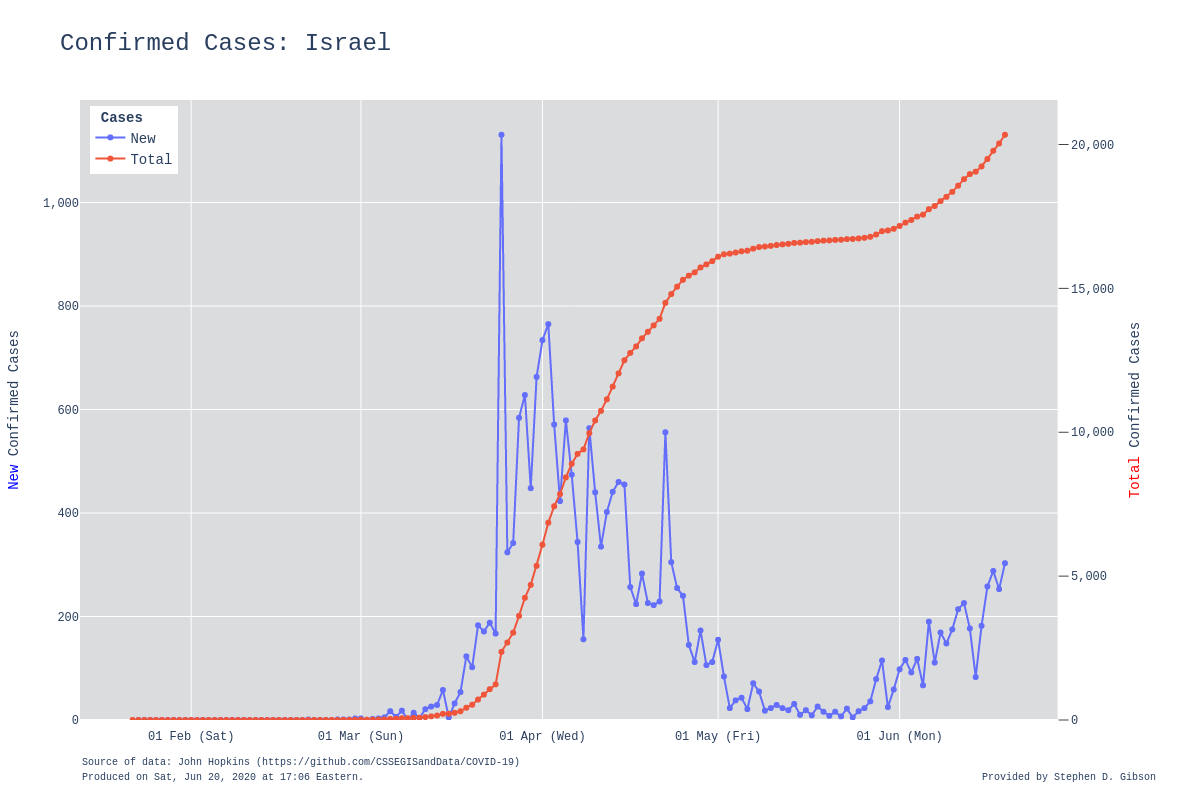 Confirmed Cases: Israel
Cases
New
Total
1,000
800
600
400
200
0
20,000
15,000
10,000
5,000
0
New Confirmed Cases
Total Confirmed Cases
01 Feb (Sat)
01 Mar (Sun)
01 Apr (Wed)
01 May (Fri)
01 Jun (Mon)
Source of data: John Hopkins (https://github.com/CSSEGISandData/COVID-19)
Produced on Sat, Jun 20, 2020 at 17:06 Eastern.
Provided by Stephen D. Gibson